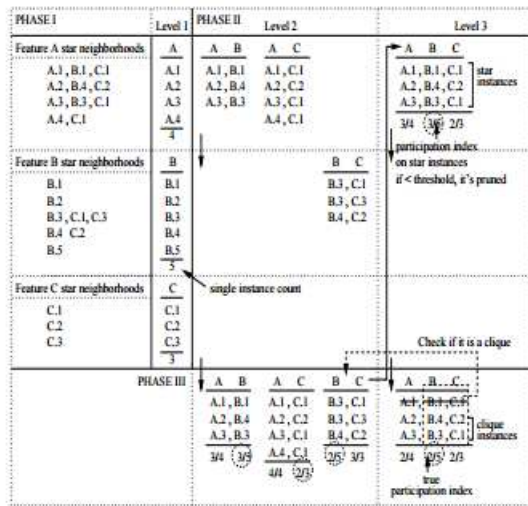 PHASE I Level 1 PHASE II Level 2 Level 3
Feature A star neighborhoods A A B A C A B C
A.1, B.1, C.1 A.1 A.1, B.1 A.1, C.1 A.1, B.1, C.1 star
A.2, B.4, C.2 A.2 A.2, B.4 A.2, C.2 A.2, B.4, C.2 instances
A.3, B.3, C.1 A.3 A.3, B.3 A.3, C.1 A.3, B.3, C.1
A.4, C.1 A.4 A.4, C.1 3/4 3/5 2/3
4
participation index
on star instances
if < threshold, it's pruned
Feature B star neighborhoods B B C
B.1 B.1 B.3, C.1
B.2 B.2 B.3, C.3
B.3, C.1, C.3 B.3 B.4, C.2
B.4 C.2 B.4
B.5 B.5
5
Feature C star neighborhoods C single instance count
C.1 C.1
C.2 C.2
C.3 C.3
3
Check if it is a clique
PHASE III A B A C B C A B C
A.1, B.1 A.1, C.1 B.3, C.1 A.1, B.1, C.1
A.2, B.4 A.2, C.2 B.3, C.3 A.2, B.4, C.2 clique
A.3, B.3 A.3, C.1 B.4, C.2 A.3, B.3, C.1 instances
3/4 3/5 A.4, C.1 2/5 3/3 2/4 2/5 2/3
4/4 2/3
true
participation index